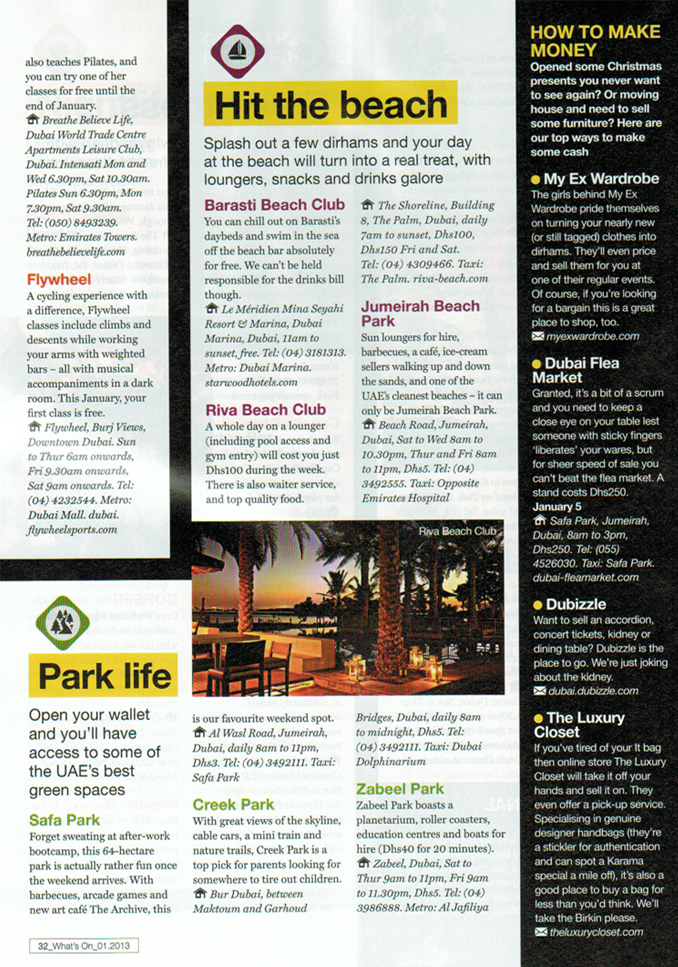 also teaches Pilates, and
you can try one of her
classes for free until the
end of January.
Breathe Believe Life,
Dubai World Trade Centre
Apartments Leisure Club,
Dubai. Intensati Mon and
Wed 6.30pm, Sat 10.30am.
Pilates Sun 6.30pm, Mon
7.30pm, Sat 9.30am.
Tel: (050) 8493239.
Metro: Emirates Towers.
breathebelievelife.com
Flywheel
A cycling experience with
a difference, Flywheel
classes include climbs and
descents while working
your arms with weighted
bars – all with musical
accompaniments in a dark
room. This January, your
first class is free.
Flywheel, Burj Views,
Downtown Dubai. Sun
to Thur 6am onwards,
Fri 9.30am onwards,
Sat 9am onwards. Tel:
(04) 4232544. Metro:
Dubai Mall. dubai.
flywheelsports.com
Hit the beach
Splash out a few dirhams and your day
at the beach will turn into a real treat, with
loungers, snacks and drinks galore
Barasti Beach Club
You can chill out on Barasti's
daybeds and swim in the sea
off the beach bar absolutely
for free. We can't be held
responsible for the drinks bill
though.
Le Méridien Mina Seyahi
Resort & Marina, Dubai
Marina, Dubai, 11am to
sunset, free. Tel: (04) 3181313.
Metro: Dubai Marina.
starwoodhotels.com
Riva Beach Club
A whole day on a lounger
(including pool access and
gym entry) will cost you just
Dhs100 during the week.
There is also waiter service,
and top quality food.
The Shoreline, Building
8, The Palm, Dubai, daily
7am to sunset, Dhs100,
Dhs150 Fri and Sat.
Tel: (04) 4309466. Taxi:
The Palm. riva-beach.com
Jumeirah Beach
Park
Sun loungers for hire,
barbecues, a café, ice-cream
sellers walking up and down
the sands, and one of the
UAE's cleanest beaches – it can
only be Jumeirah Beach Park.
Beach Road, Jumeirah,
Dubai, Sat to Wed 8am to
10.30pm, Thur and Fri 8am
to 11pm, Dhs5. Tel: (04)
3492555. Taxi: Opposite
Emirates Hospital
Riva Beach Club
Park life
Open your wallet
and you'll have
access to some of
the UAE's best
green spaces
Safa Park
Forget sweating at after-work
bootcamp, this 64-hectare
park is actually rather fun once
the weekend arrives. With
barbecues, arcade games and
new art café The Archive, this
is our favourite weekend spot.
Al Wasl Road, Jumeirah,
Dubai, daily 8am to 11pm,
Dhs3. Tel: (04) 3492111. Taxi:
Safa Park
Creek Park
With great views of the skyline,
cable cars, a mini train and
nature trails, Creek Park is a
top pick for parents looking for
somewhere to tire out children.
Bur Dubai, between
Maktoum and Garhoud
Bridges, Dubai, daily 8am
to midnight, Dhs5. Tel:
(04) 3492111. Taxi: Dubai
Dolphinarium
Zabeel Park
Zabeel Park boasts a
planetarium, roller coasters,
education centres and boats for
hire (Dhs40 for 20 minutes).
Zabeel, Dubai, Sat to
Thur 9am to 11pm, Fri 9am
to 11.30pm, Dhs5. Tel: (04)
3986888. Metro: Al Jafiliya
HOW TO MAKE
MONEY
Opened some Christmas
presents you never want
to see again? Or moving
house and need to sell
some furniture? Here are
our top ways to make
some cash
My Ex Wardrobe
The girls behind My Ex
Wardrobe pride themselves
on turning your nearly new
(or still tagged) clothes into
dirhams. They'll even price
and sell them for you at
one of their regular events.
Of course, if you're looking
for a bargain this is a great
place to shop, too.
myexwardrobe.com
Dubai Flea
Market
Granted, it's a bit of a scrum
and you need to keep a
close eye on your table lest
someone with sticky fingers
'liberates' your wares, but
for sheer speed of sale you
can't beat the flea market. A
stand costs Dhs250.
January 5
Safa Park, Jumeirah,
Dubai, 8am to 3pm,
Dhs250. Tel: (055)
4526030. Taxi: Safa Park.
dubai-fleamarket.com
Dubizzle
Want to sell an accordion,
concert tickets, kidney or
dining table? Dubizzle is the
place to go. We're just joking
about the kidney.
dubai.dubizzle.com
The Luxury
Closet
If you've tired of your It bag
then online store The Luxury
Closet will take it off your
hands and sell it on. They
even offer a pick-up service.
Specialising in genuine
designer handbags (they're
a stickler for authentication
and can spot a Karama
special a mile off), it's also a
good place to buy a bag for
less than you'd think. We'll
take the Birkin please.
theluxurycloset.com
32_What's On_01.2013